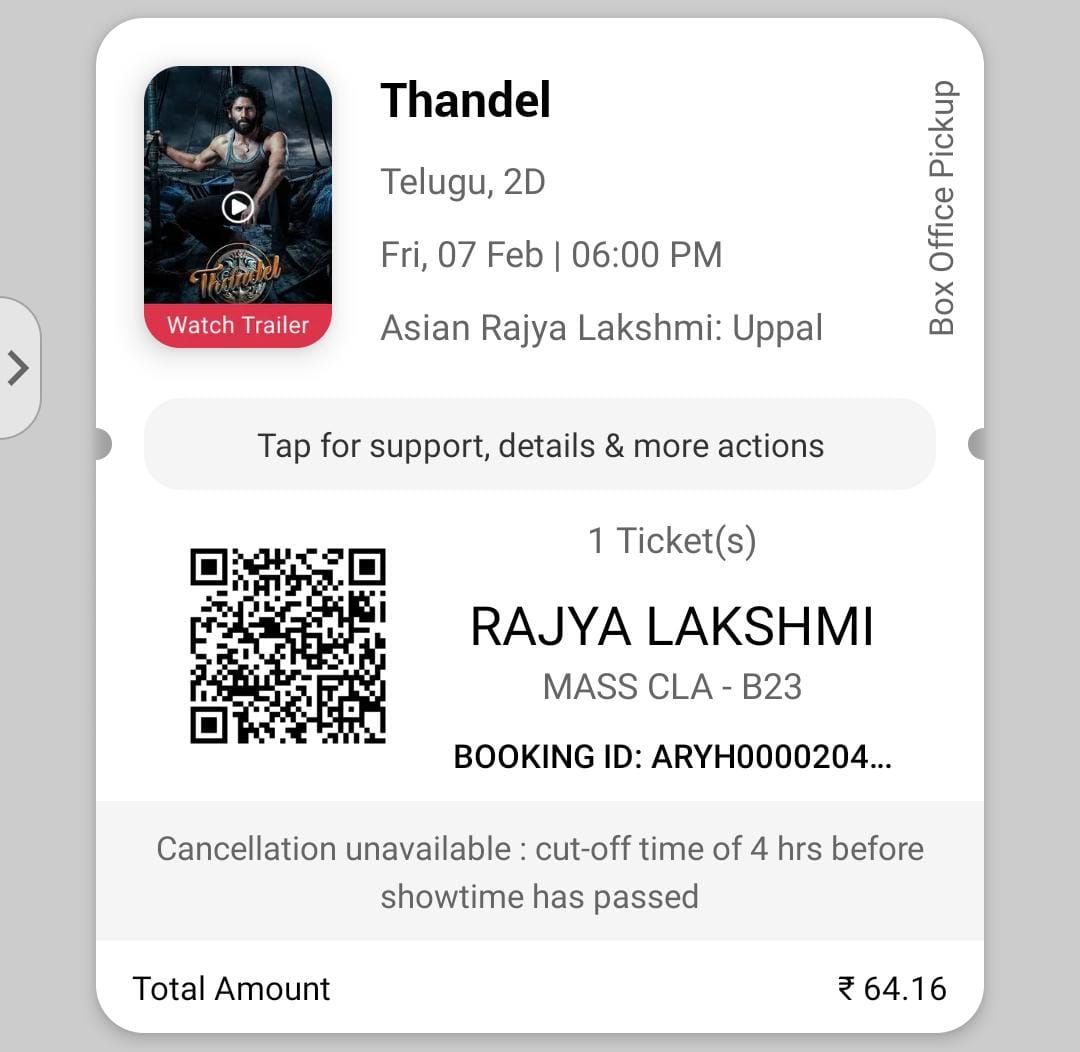 Thandel
Telugu, 2D
Fri, 07 Feb | 06:00 PM
Asian Rajya Lakshmi: Uppal
Box Office Pickup
Thandel
Watch Trailer
Tap for support, details & more actions
1 Ticket(s)
RAJYA LAKSHMI
MASS CLA - B23
BOOKING ID: ARYH0000204...
Cancellation unavailable : cut-off time of 4 hrs before
showtime has passed
Total Amount ₹ 64.16